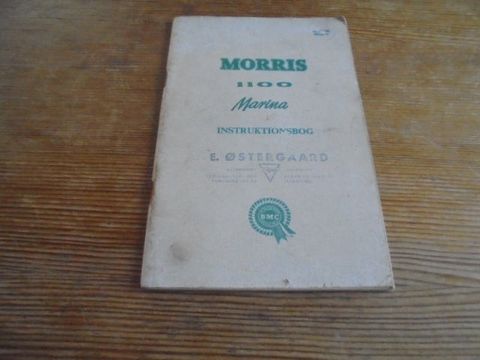 MORRIS
1100
Marina
INSTRUKTIONSBOG
E. ØSTERGAARD
BMC